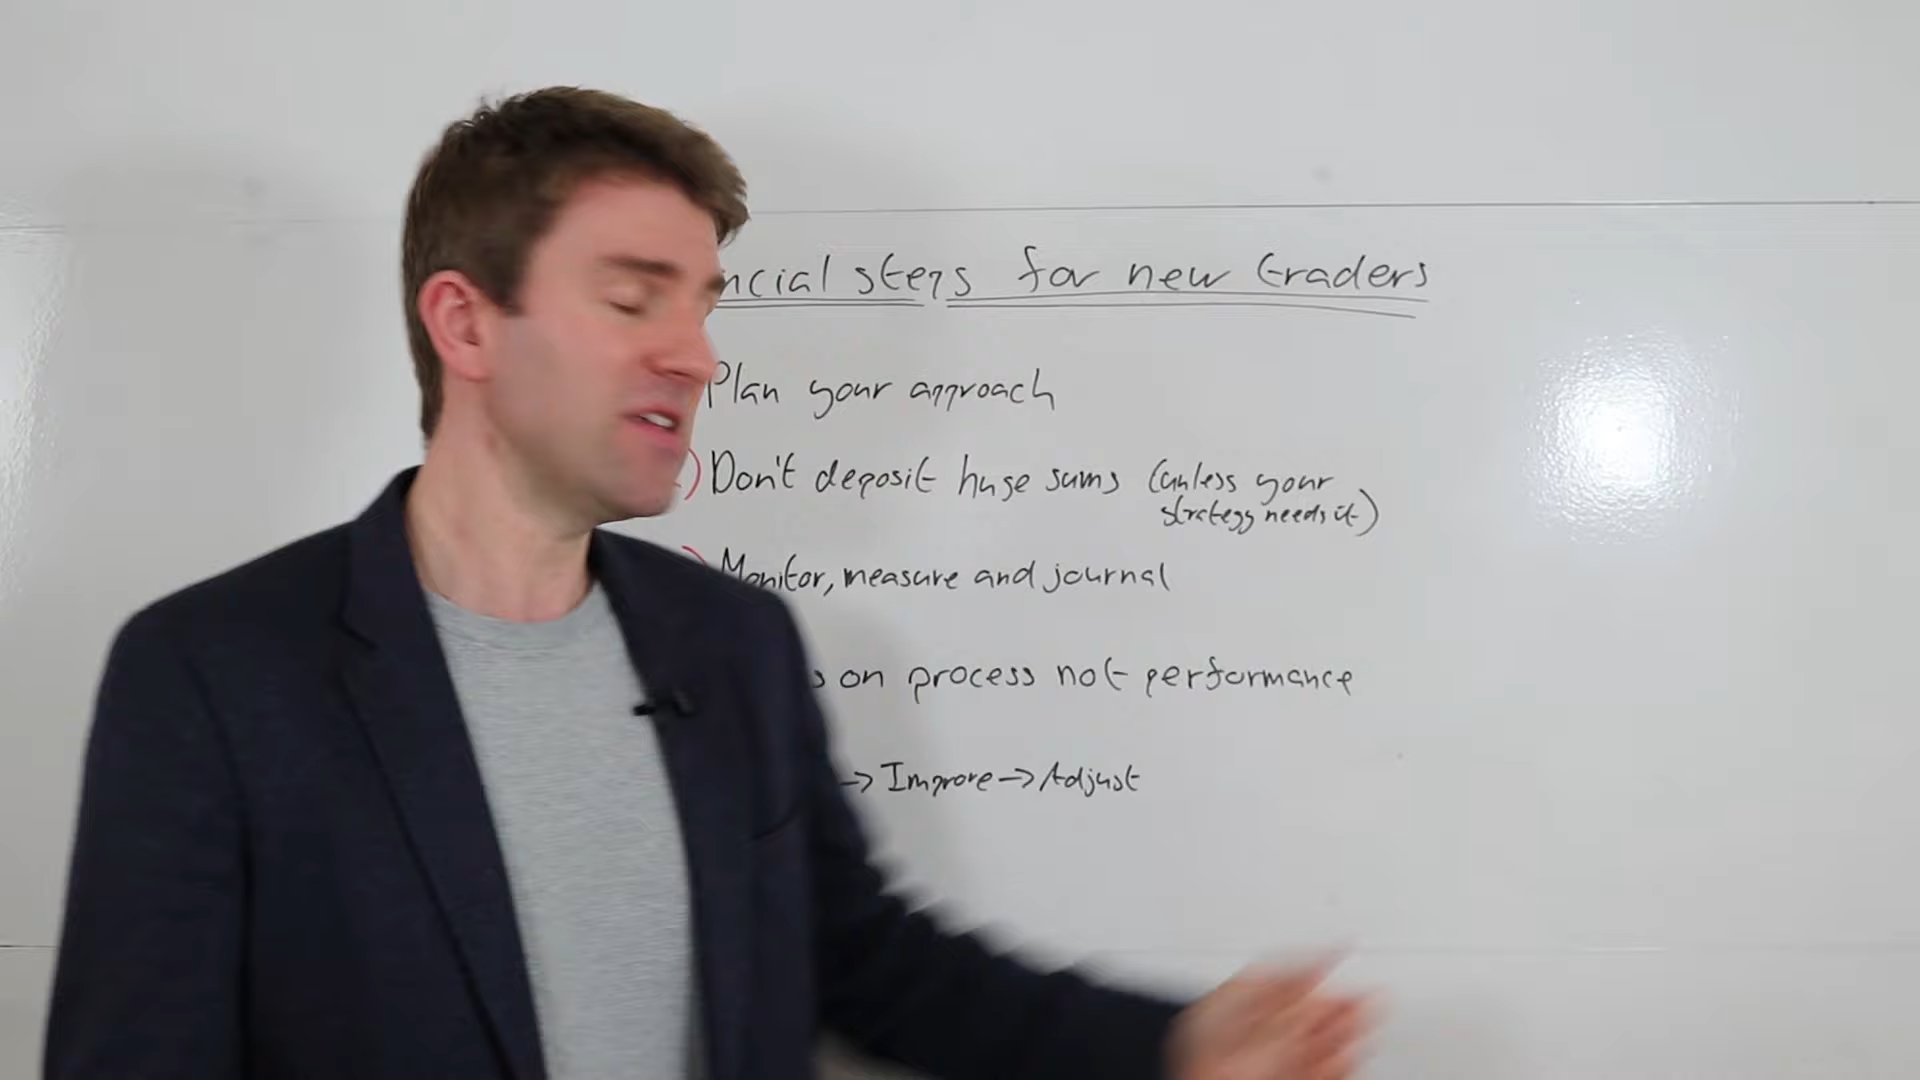 ncial steps for new traders
Plan your approach
) Don't deposit huge sums (unless your
strategy needs it)
) Monitor, measure and journal
s on process not performance
→ Improve → Adjust